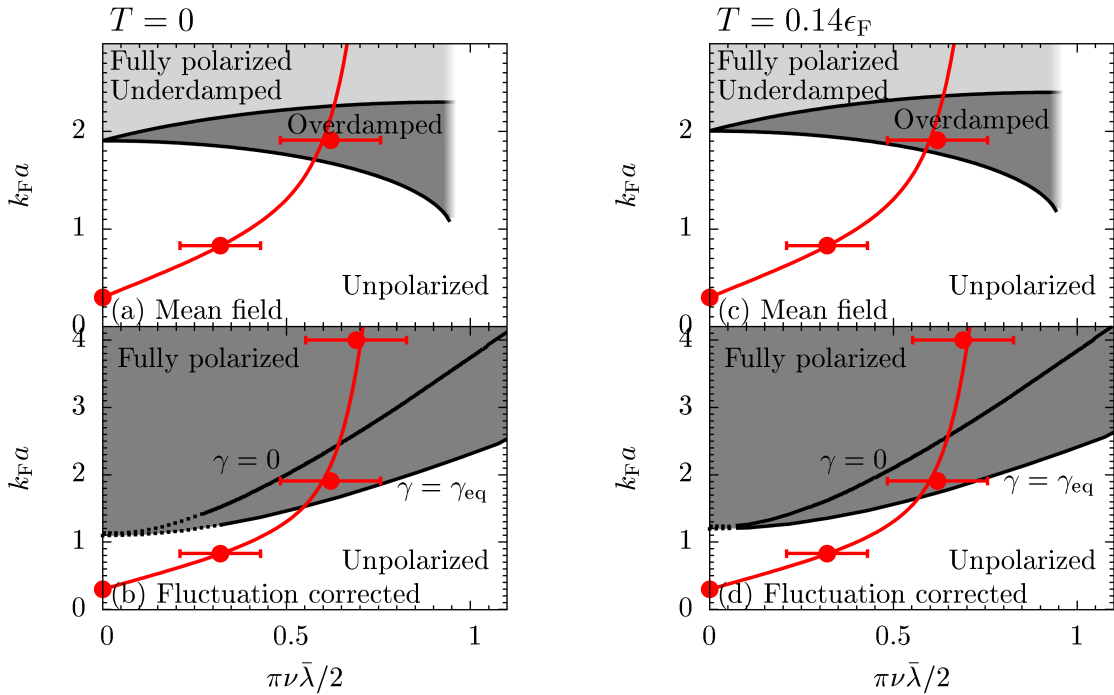 T = 0
T = 0.14ϵF
Fully polarized
Underdamped
Overdamped
Unpolarized
(a) Mean field
kFa
2
1
0
Fully polarized
Underdamped
Overdamped
Unpolarized
(c) Mean field
kFa
2
1
0
Fully polarized
γ = 0
γ = γeq
Unpolarized
(b) Fluctuation corrected
kFa
4
3
2
1
0
0 0.5 1
πνλ̄/2
Fully polarized
γ = 0
γ = γeq
Unpolarized
(d) Fluctuation corrected
kFa
4
3
2
1
0
0 0.5 1
πνλ̄/2